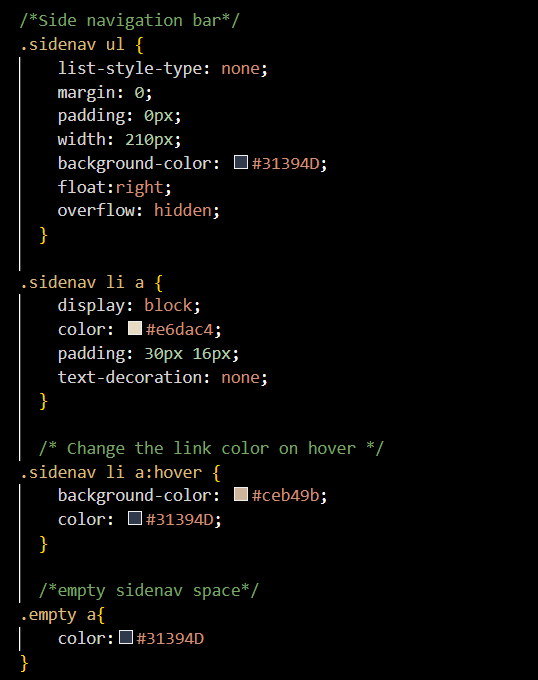 /*Side navigation bar*/
.sidenav ul {
list-style-type: none;
margin: 0;
padding: 0px;
width: 210px;
background-color: #31394D;
float:right;
overflow: hidden;
}
.sidenav li a {
display: block;
color: #e6dac4;
padding: 30px 16px;
text-decoration: none;
}
/* Change the link color on hover */
.sidenav li a:hover {
background-color: #ceb49b;
color: #31394D;
}
/*empty sidenav space*/
.empty a{
color:#31394D
}